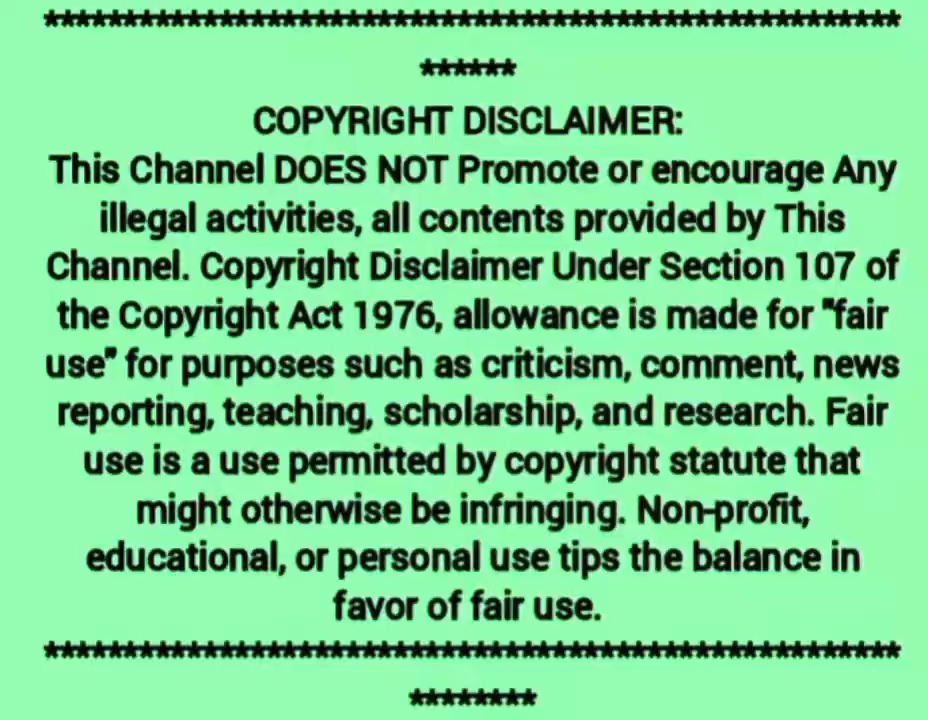 *****************************************************
******
COPYRIGHT DISCLAIMER:
This Channel DOES NOT Promote or encourage Any
illegal activities, all contents provided by This
Channel. Copyright Disclaimer Under Section 107 of
the Copyright Act 1976, allowance is made for "fair
use" for purposes such as criticism, comment, news
reporting, teaching, scholarship, and research. Fair
use is a use permitted by copyright statute that
might otherwise be infringing. Non-profit,
educational, or personal use tips the balance in
favor of fair use.
*****************************************************
********